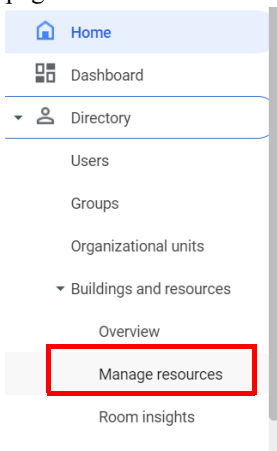 Home
Dashboard
Directory
Users
Groups
Organizational units
Buildings and resources
Overview
Manage resources
Room insights